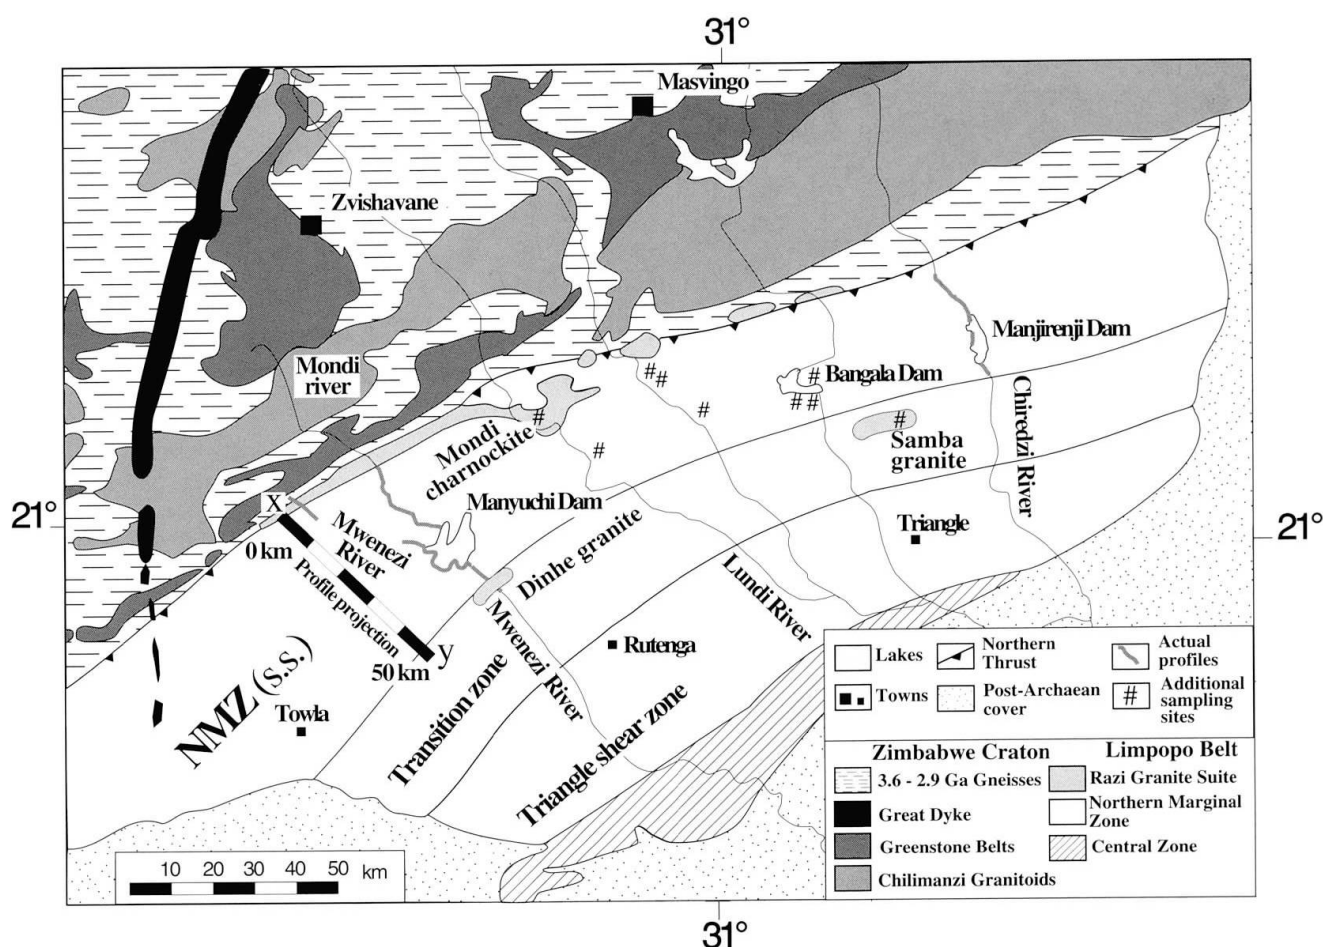 31°
Masvingo
Zvishavane
Manjirenji Dam
Mondi
river
Bangala Dam
Mondi
charnockite
Chiredzi River
Samba
granite
21°
X
0 km
Mwenezi
River
Manyuchi Dam
Dinhe granite
Triangle
21°
Profile projection
50 km
y
Mwenezi River
Lundi River
Rutenga
NMZ (s.s.)
Towla
Transition zone
Triangle shear zone
Lakes
Northern
Thrust
Actual
profiles
Towns
Post-Archaean
cover
# Additional
sampling
sites
Zimbabwe Craton
Limpopo Belt
3.6 - 2.9 Ga Gneisses
Razi Granite Suite
Great Dyke
Northern Marginal
Zone
Greenstone Belts
Central Zone
Chilimanzi Granitoids
10 20 30 40 50 km
31°